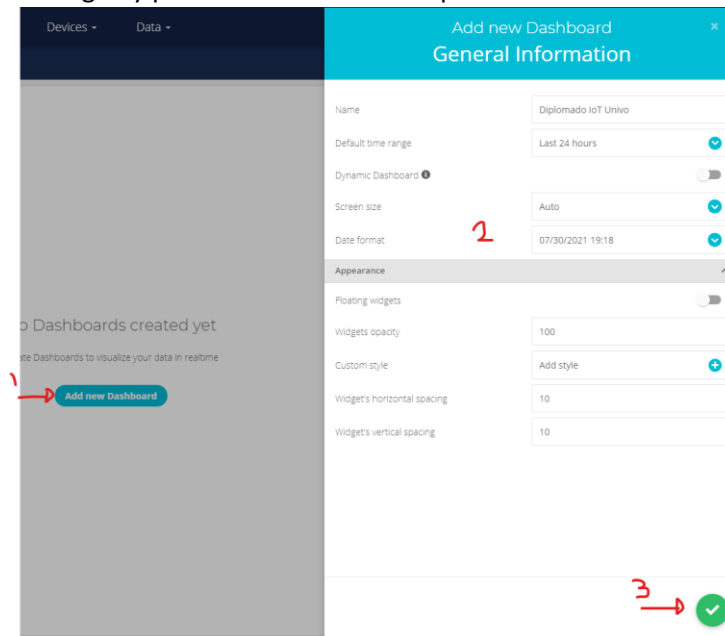 Devices
Data
Add new Dashboard
×
General Information
Name
Diplomado IoT Univo
Default time range
Last 24 hours
Dynamic Dashboard
Screen size
Auto
2
Date format
07/30/2021 19:18
Appearance
Floating widgets
Dashboards created yet
Widgets opacity
100
Dashboards to visualize your data in realtime
Custom style
Add style
1
Add new Dashboard
Widget's horizontal spacing
10
Widget's vertical spacing
10
3